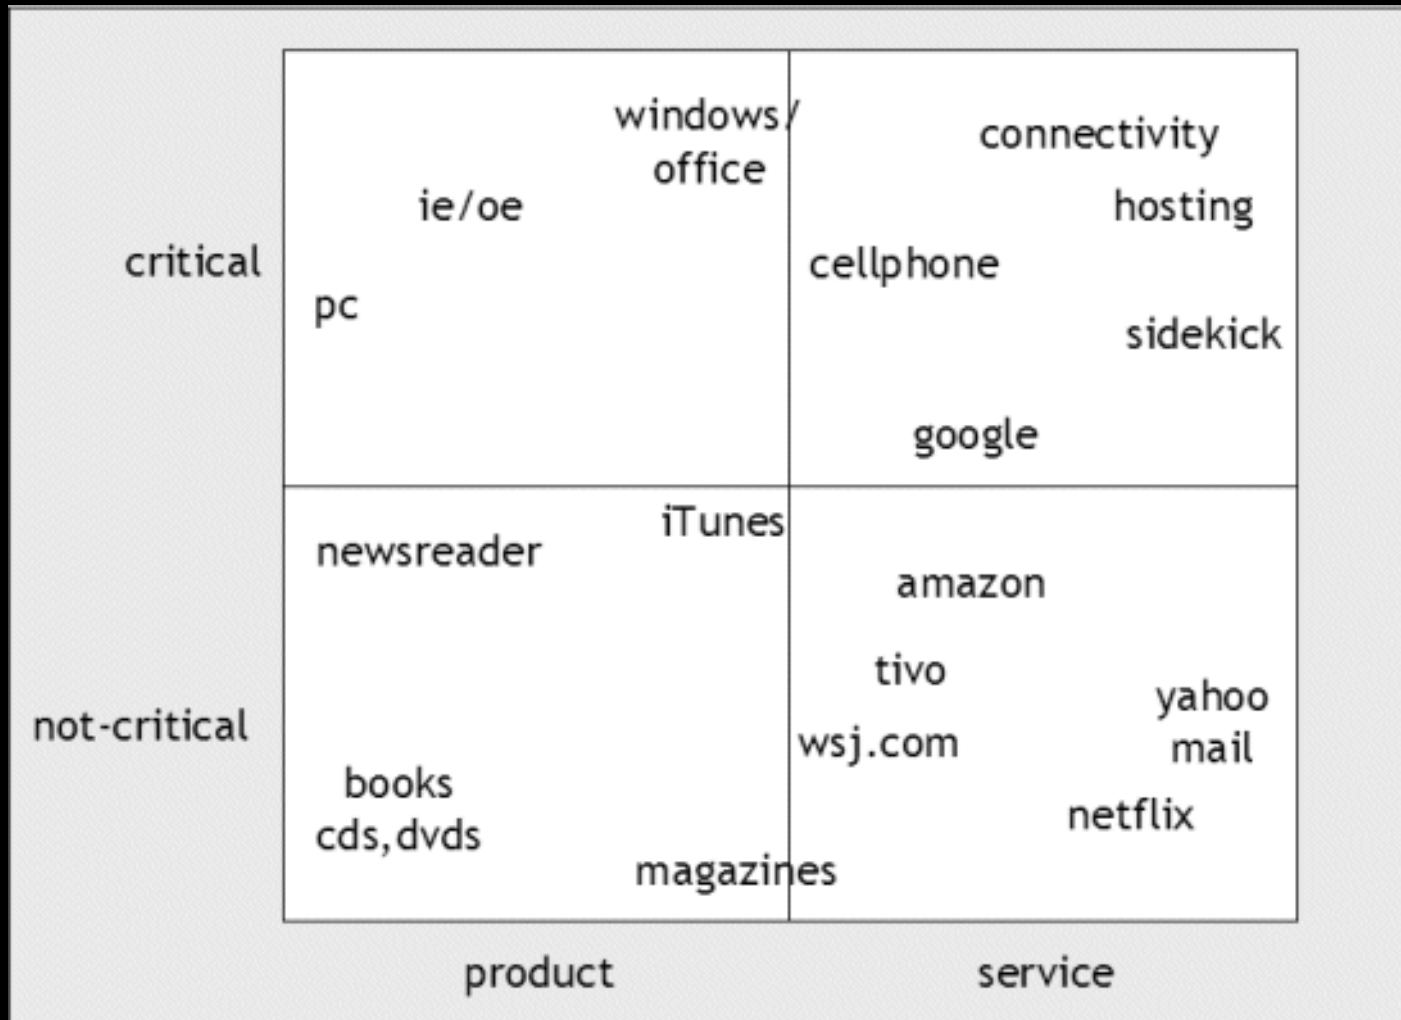 windows/
office
connectivity
ie/oe
hosting
critical
cellphone
pc
sidekick
google
iTunes
newsreader
amazon
tivo
yahoo
mail
not-critical
wsj.com
books
cds,dvds
netflix
magazines
product
service